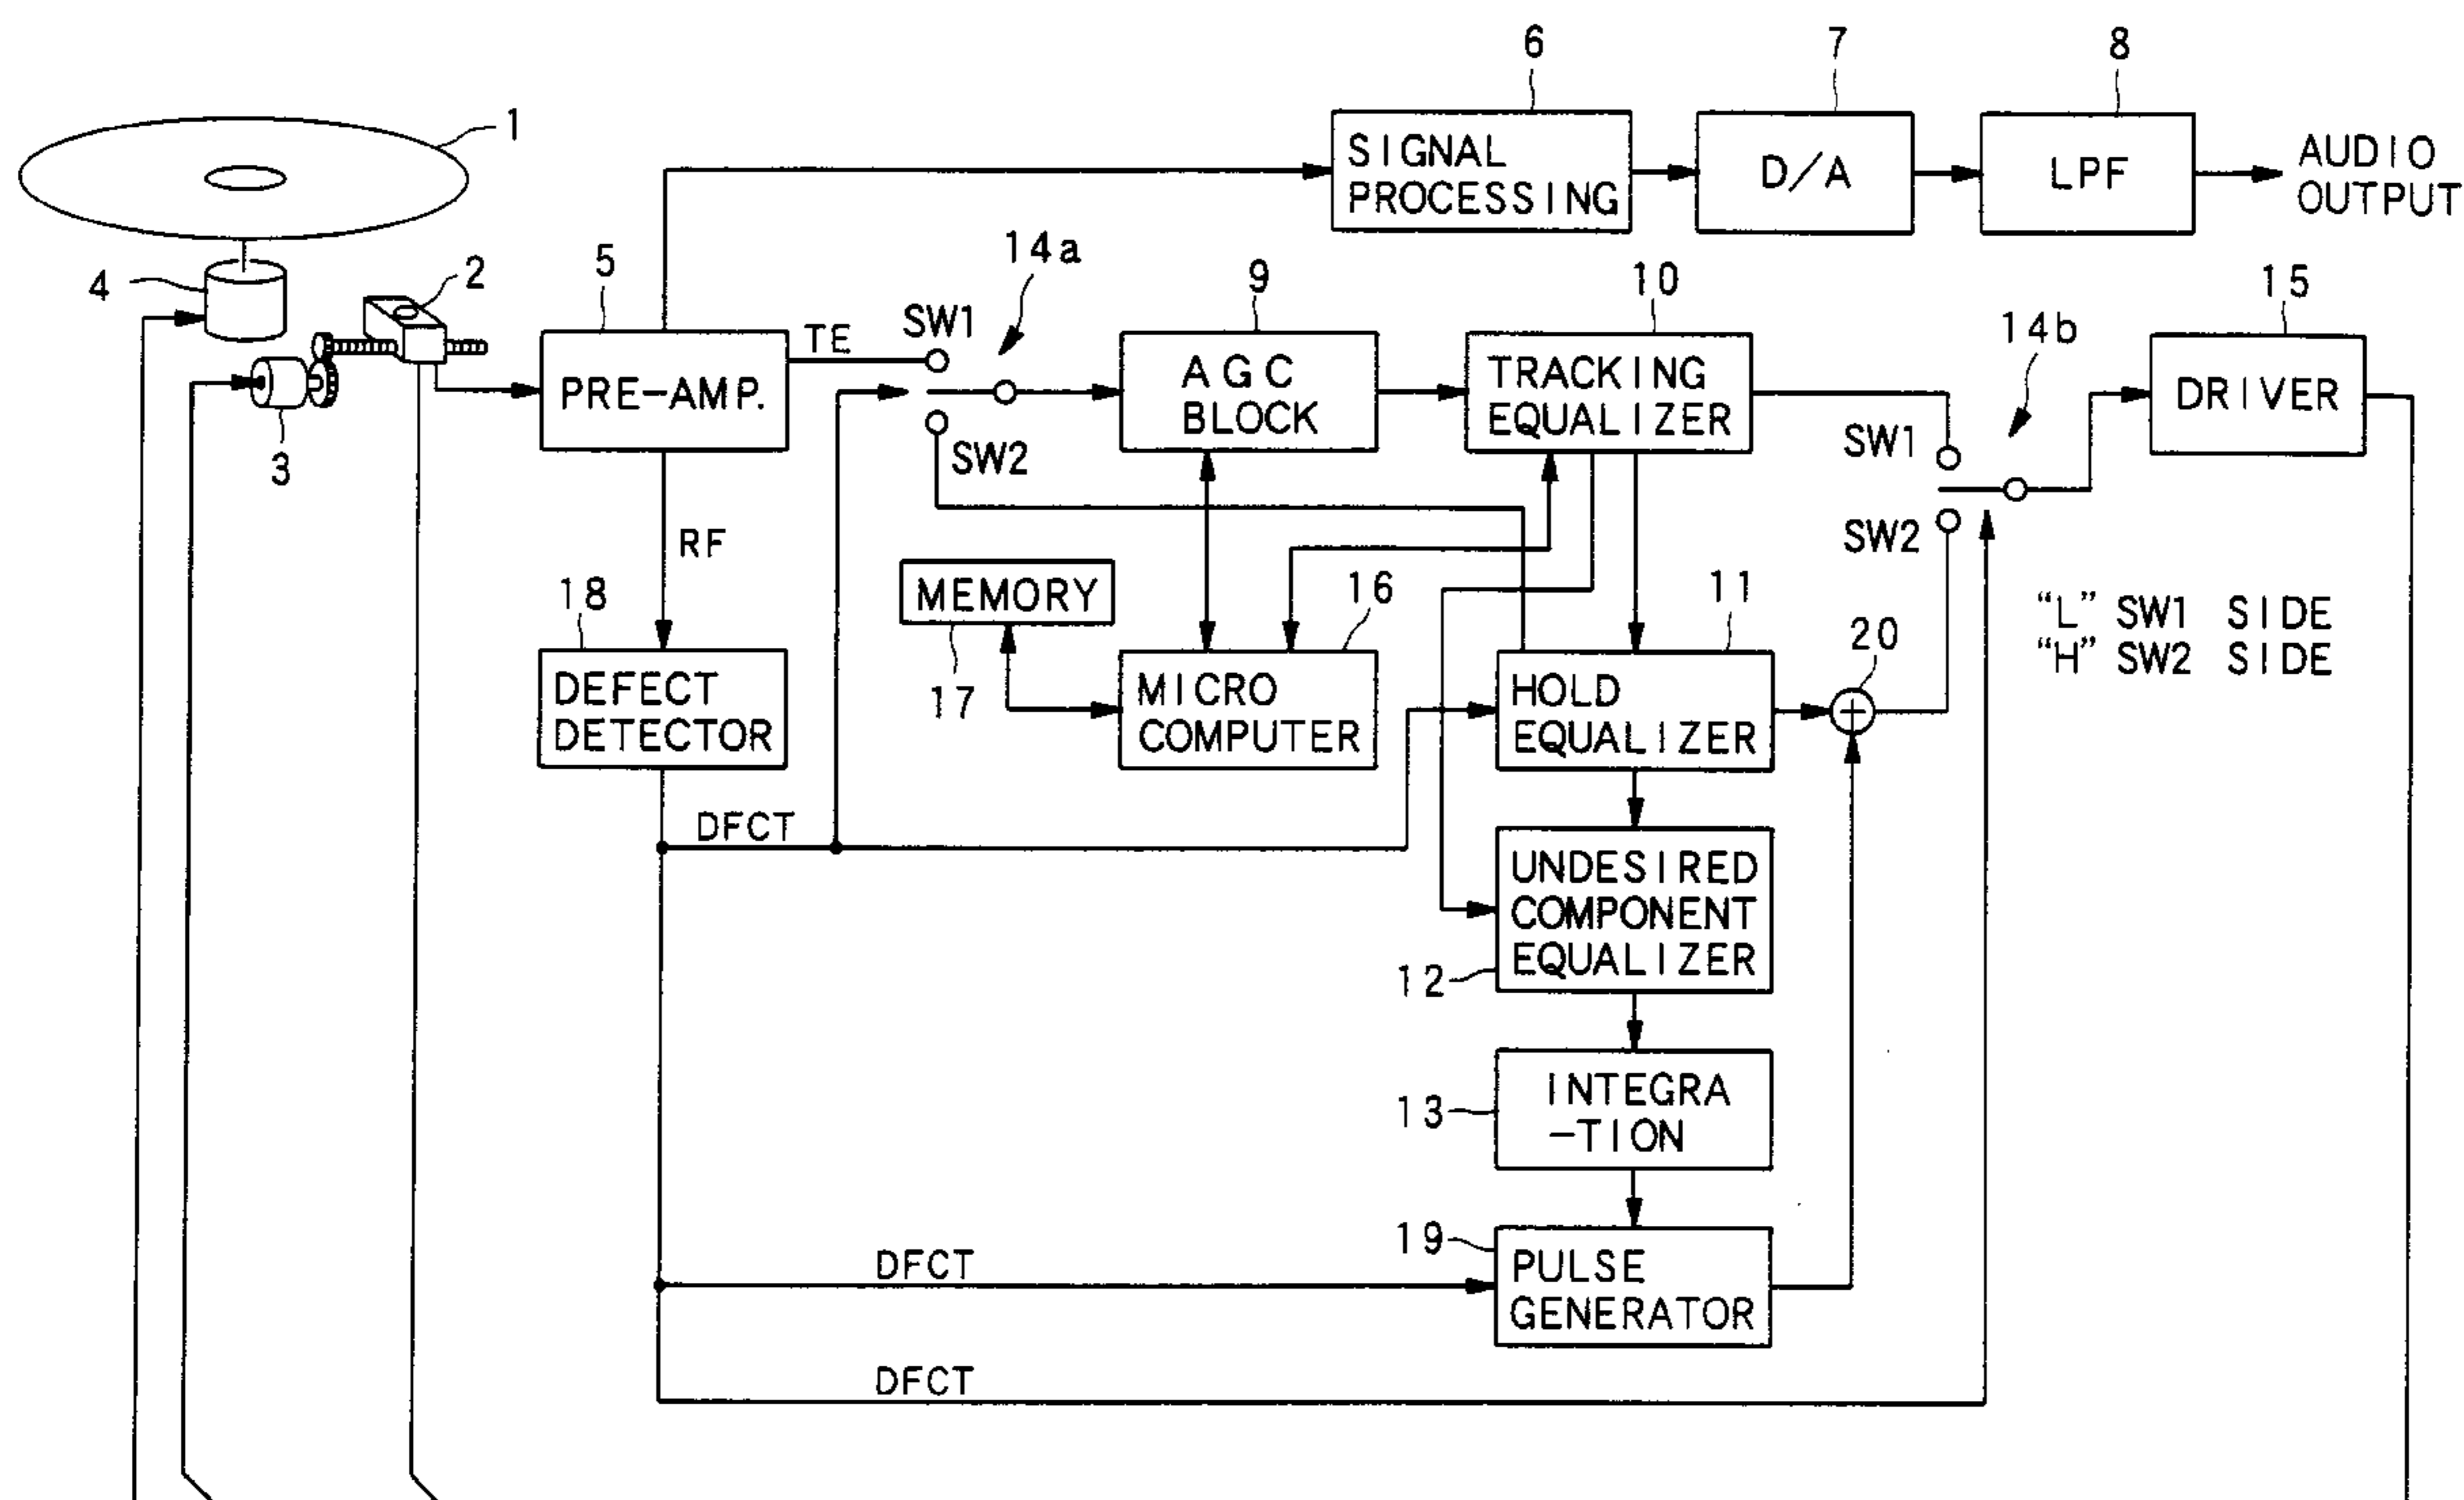 6
7
8
1
SIGNAL
PROCESSING
D/A
LPF
AUDIO
OUTPUT
4
2
3
5
PRE-AMP.
TE
SW1
14a
SW2
9
AGC
BLOCK
10
TRACKING
EQUALIZER
14b
SW1
SW2
15
DRIVER
RF
18
DEFECT
DETECTOR
MEMORY
17
16
MICRO
COMPUTER
11
HOLD
EQUALIZER
20
"L" SW1 SIDE
"H" SW2 SIDE
DFCT
UNDESIRED
COMPONENT
EQUALIZER
12
13
INTEGRA
-TION
19
PULSE
GENERATOR
DFCT
DFCT